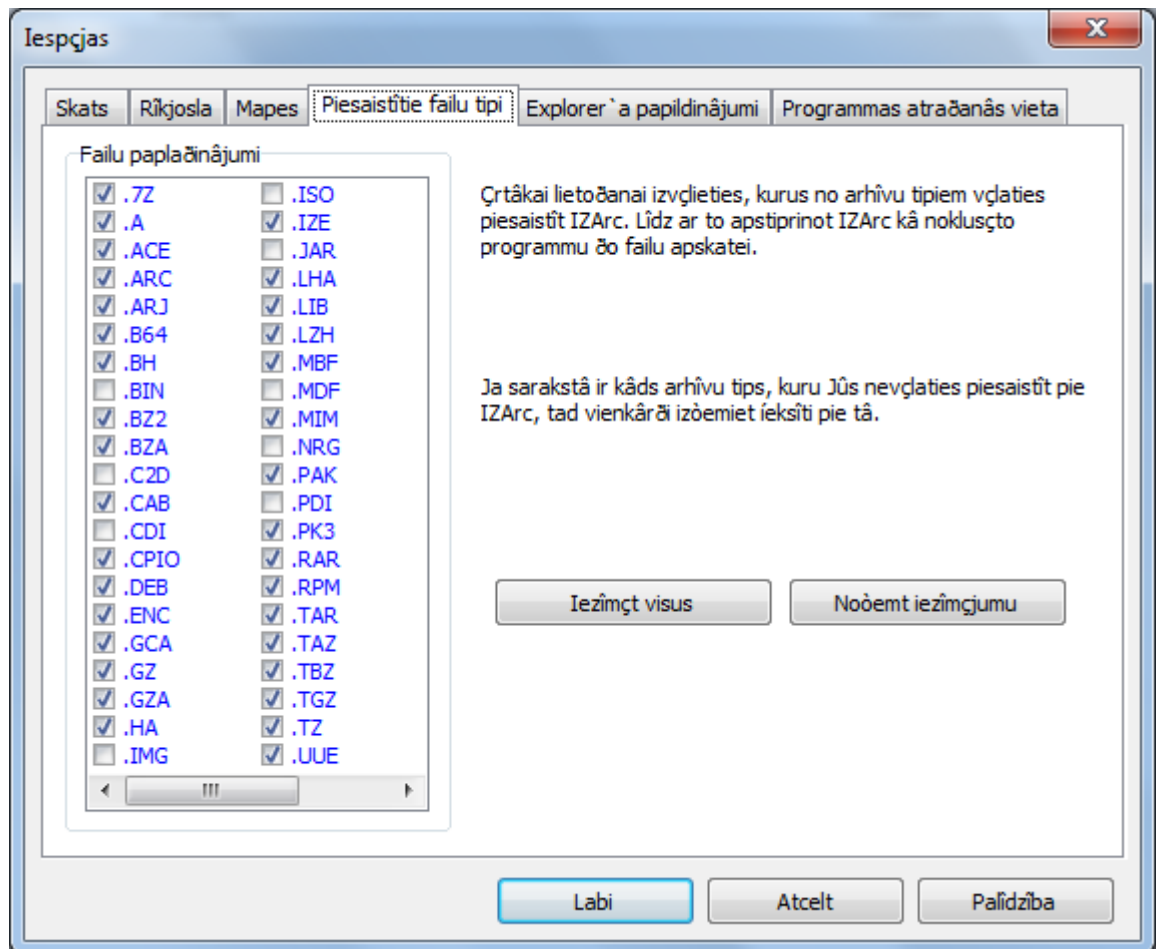 Iespçjas
Skats Rîkjosla Mapes Piesaistîtie failu tipi Explorer`a papildinâjumi Programmas atraðanâs vieta
Failu paplaðinâjumi
.7Z .ISO
.A .IZE
.ACE .JAR
.ARC .LHA
.ARJ .LIB
.B64 .LZH
.BH .MBF
.BIN .MDF
.BZ2 .MIM
.BZA .NRG
.C2D .PAK
.CAB .PDI
.CDI .PK3
.CPIO .RAR
.DEB .RPM
.ENC .TAR
.GCA .TAZ
.GZ .TBZ
.GZA .TGZ
.HA .TZ
.IMG .UUE
Çrtâkai lietoðanai izvçlieties, kurus no arhîvu tipiem vçlaties
piesaistît IZArc. Lîdz ar to apstiprinot IZArc kâ noklusçto
programmu ðo failu apskatei.
Ja sarakstâ ir kâds arhîvu tips, kuru Jûs nevçlaties piesaistît pie
IZArc, tad vienkârði izòemiet íeksîti pie tâ.
Iezîmçt visus Noòemt iezîmçjumu
Labi Atcelt Palîdzîba